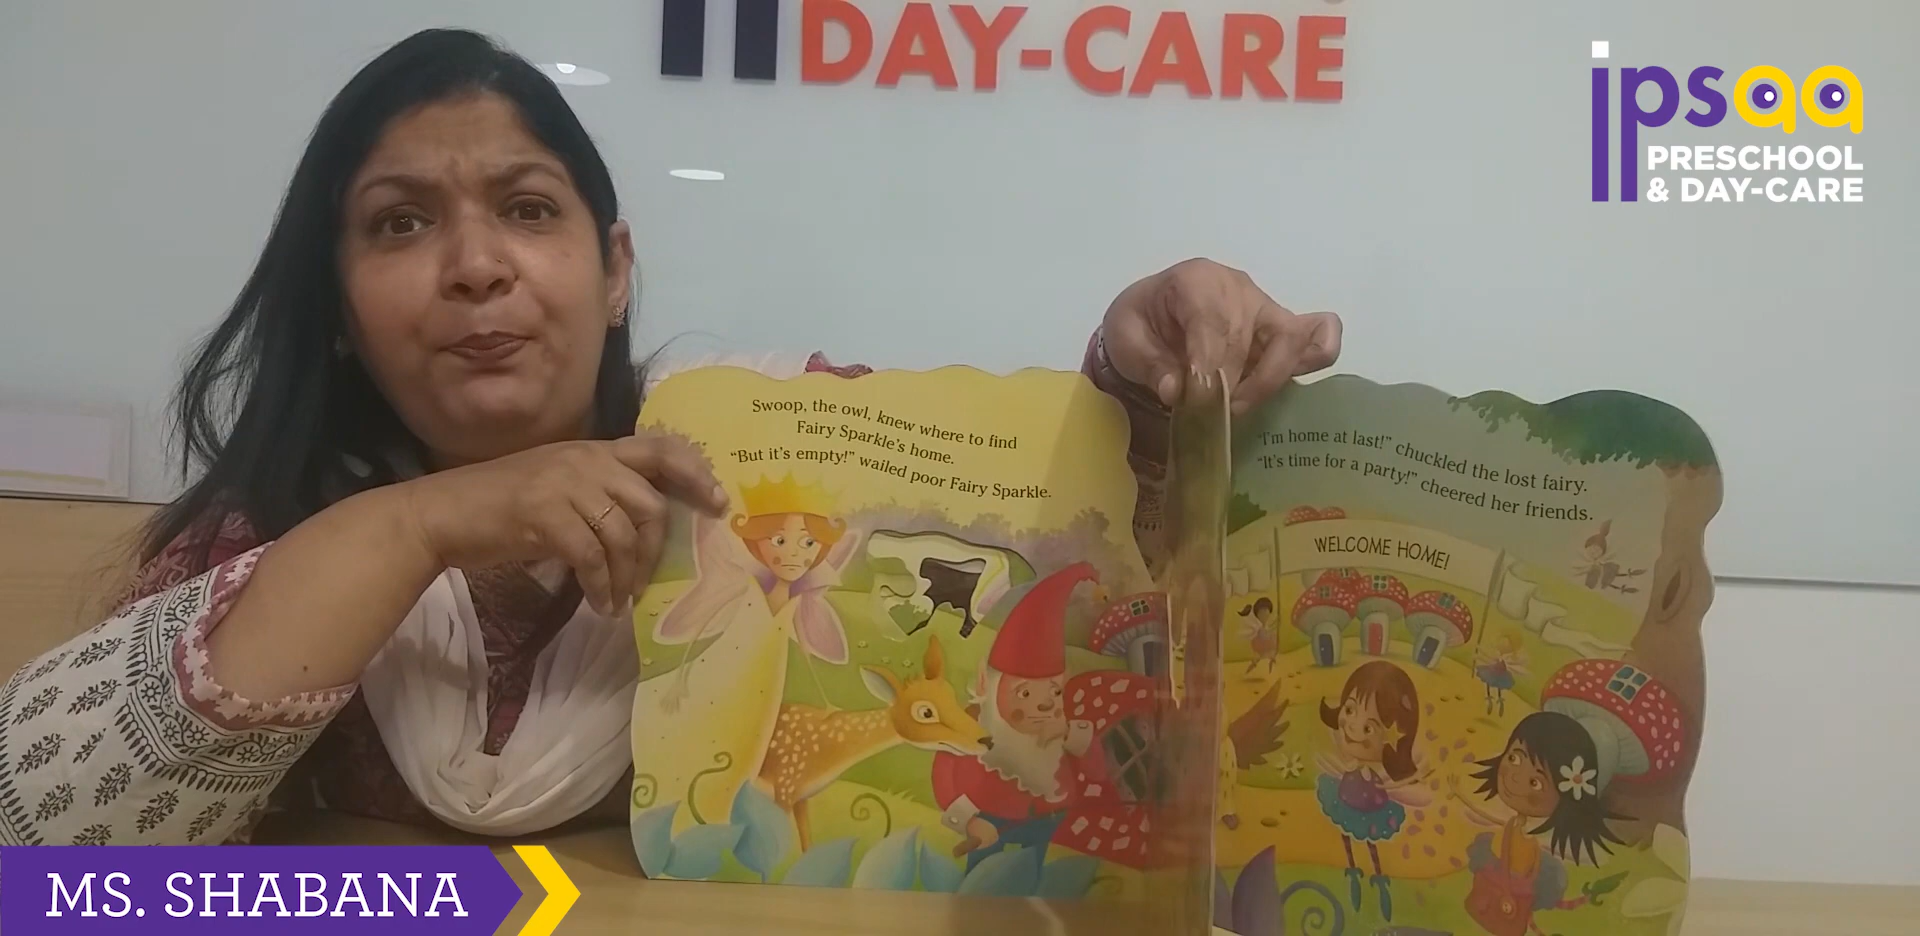 DAY-CARE
ipsaa
PRESCHOOL
& DAY-CARE
Swoop, the owl, knew where to find
Fairy Sparkle's home.
"But it's empty!" wailed poor Fairy Sparkle.
"I'm home at last!" chuckled the lost fairy.
"It's time for a party!" cheered her friends.
WELCOME HOME!
MS. SHABANA